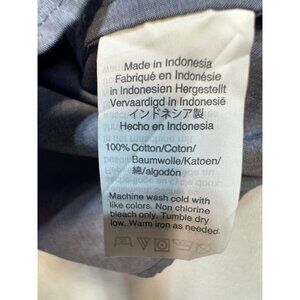 Made in Indonesia
Fabriqué en Indonésie
in Indonesien Hergestellt
Vervaardigd in Indonesië
インドネシア製
Hecho en Indonesia
100% Cotton/Coton/
Baumwolle/Katoen/
綿/algodón
Machine wash cold with
like colors. Non chlorine
bleach only. Tumble dry
low. Warm iron as needed.